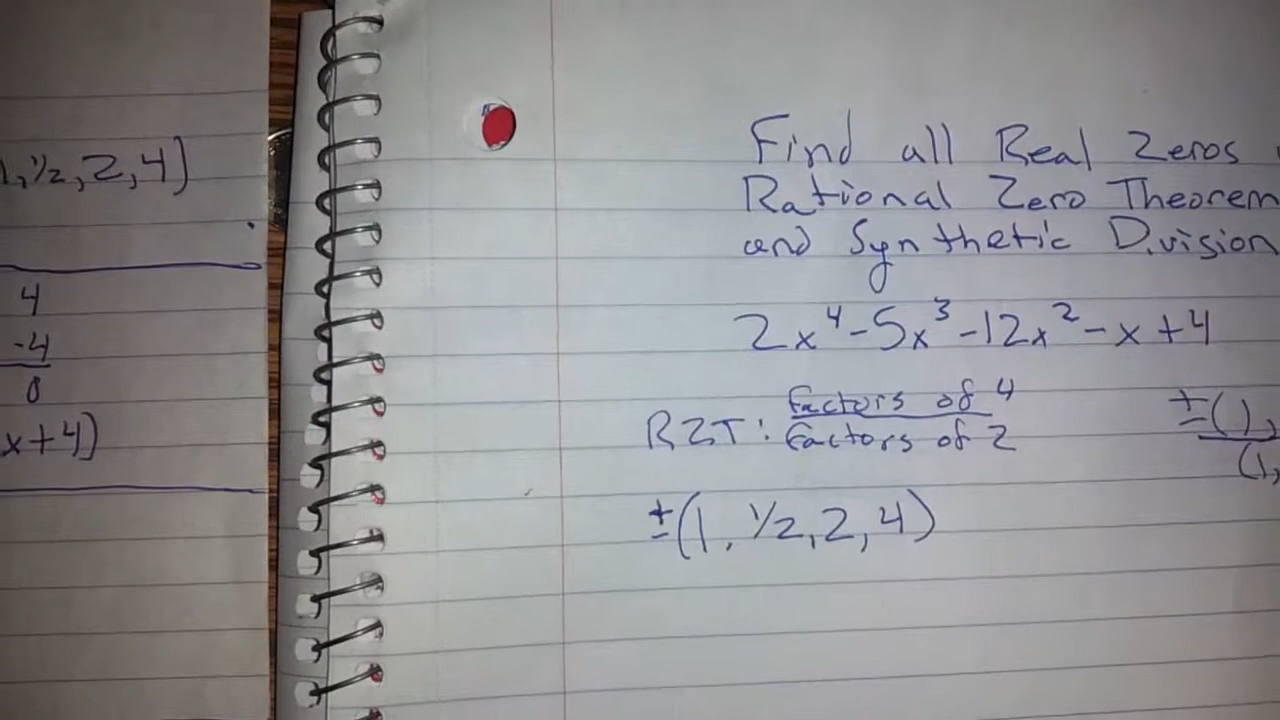 1, 1/2, 2, 4)
4
-4
0
x+4)
Find all Real Zeros
Rational Zero Theorem
and Synthetic Division
2x⁴-5x³-12x²-x+4
RZT: factors of 4
factors of 2
±(1,
(1,
±(1, 1/2, 2, 4)